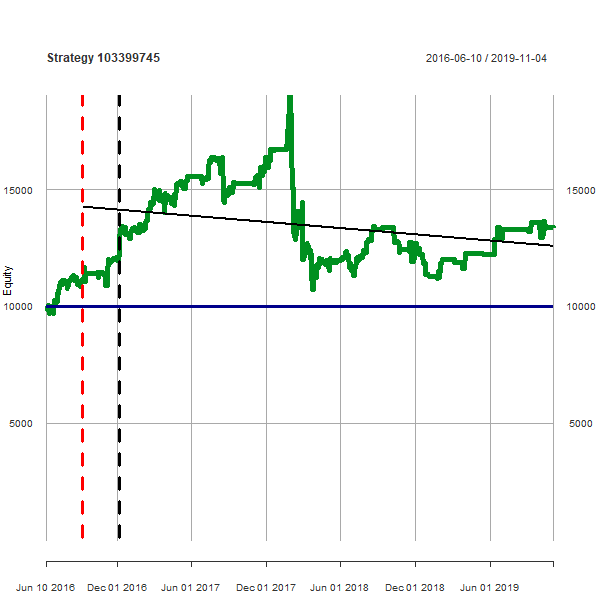 Strategy 103399745
2016-06-10 / 2019-11-04
15000
15000
Equity
10000
10000
5000
5000
Jun 10 2016
Dec 01 2016
Jun 01 2017
Dec 01 2017
Jun 01 2018
Dec 01 2018
Jun 01 2019